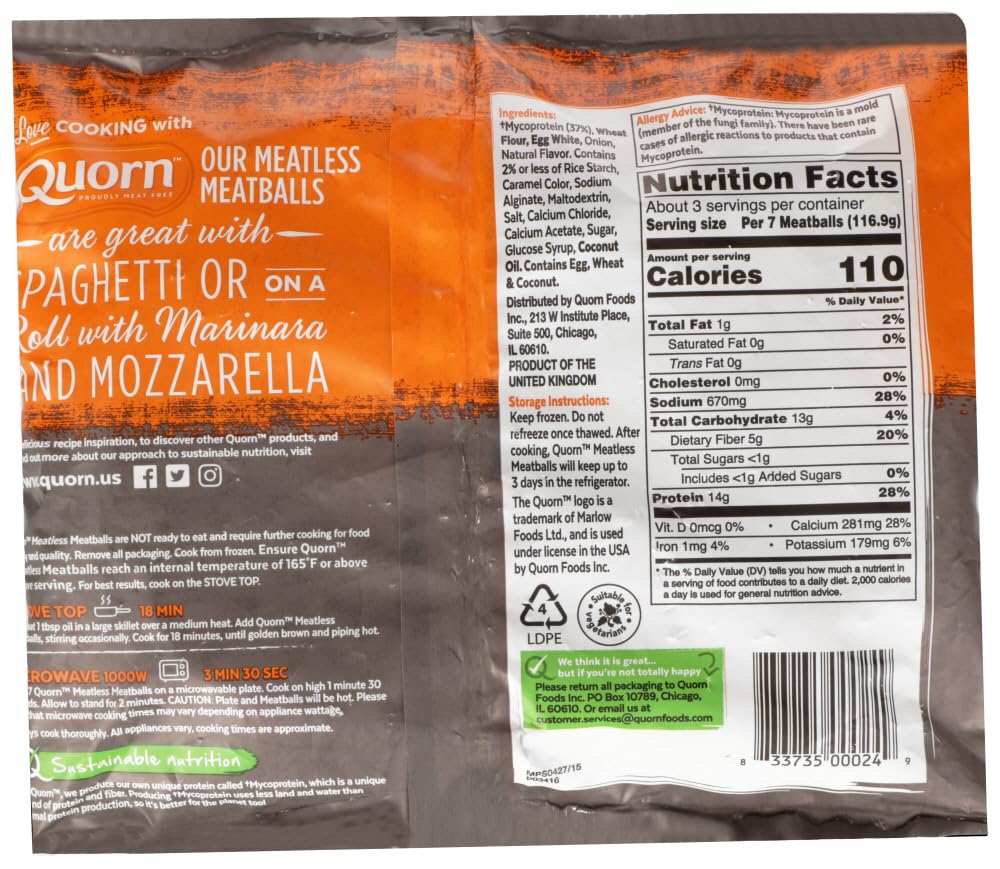 Love COOKING with
Quorn™
PROUDLY MEAT FREE
OUR MEATLESS
MEATBALLS
are great with
SPAGHETTI OR ON A
Roll with Marinara
AND MOZZARELLA
recipe inspiration, to discover other Quorn™ products, and
out more about our approach to sustainable nutrition, visit
www.quorn.us
Meatless Meatballs are NOT ready to eat and require further cooking for food
and quality. Remove all packaging. Cook from frozen. Ensure Quorn™
Meatballs reach an internal temperature of 165°F or above
serving. For best results, cook on the STOVE TOP.
STOVE TOP 18 MIN
1 tbsp oil in a large skillet over a medium heat. Add Quorn™ Meatless
stirring occasionally. Cook for 18 minutes, until golden brown and piping hot.
MICROWAVE 1000W 3 MIN 30 SEC
7 Quorn™ Meatless Meatballs on a microwavable plate. Cook on high 1 minute 30
Allow to stand for 2 minutes. CAUTION: Plate and Meatballs will be hot. Please
that microwave cooking times may vary depending on appliance wattage.
cook thoroughly. All appliances vary, cooking times are approximate.
Sustainable nutrition
Quorn™, we produce our own unique protein called †Mycoprotein, which is a unique
of protein and fiber. Producing †Mycoprotein uses less land and water than
protein production, so it's better for the planet too!
Ingredients:
†Mycoprotein (37%), Wheat
Flour, Egg White, Onion,
Natural Flavor. Contains
2% or less of Rice Starch,
Caramel Color, Sodium
Alginate, Maltodextrin,
Salt, Calcium Chloride,
Calcium Acetate, Sugar,
Glucose Syrup, Coconut
Oil. Contains Egg, Wheat
& Coconut.
Distributed by Quorn Foods
Inc., 213 W Institute Place,
Suite 500, Chicago,
IL 60610.
PRODUCT OF THE
UNITED KINGDOM
Storage Instructions:
Keep frozen. Do not
refreeze once thawed. After
cooking, Quorn™ Meatless
Meatballs will keep up to
3 days in the refrigerator.
The Quorn™ logo is a
trademark of Marlow
Foods Ltd., and is used
under license in the USA
by Quorn Foods Inc.
4
LDPE
Suitable for vegetarians
We think it is great...
but if you're not totally happy
Please return all packaging to Quorn
Foods Inc. PO Box 10789, Chicago,
IL 60610. Or email us at
customer.services@quornfoods.com
MPS0427/15
P03416
Allergy Advice: †Mycoprotein: Mycoprotein is a mold
(member of the fungi family). There have been rare
cases of allergic reactions to products that contain
Mycoprotein.
Nutrition Facts
About 3 servings per container
Serving size Per 7 Meatballs (116.9g)
Amount per serving
Calories 110
% Daily Value*
Total Fat 1g 2%
Saturated Fat 0g 0%
Trans Fat 0g
Cholesterol 0mg 0%
Sodium 670mg 28%
Total Carbohydrate 13g 4%
Dietary Fiber 5g 20%
Total Sugars <1g
Includes <1g Added Sugars 0%
Protein 14g 28%
Vit. D 0mcg 0% • Calcium 281mg 28%
Iron 1mg 4% • Potassium 179mg 6%
* The % Daily Value (DV) tells you how much a nutrient in
a serving of food contributes to a daily diet. 2,000 calories
a day is used for general nutrition advice.
8 33735 00024 9